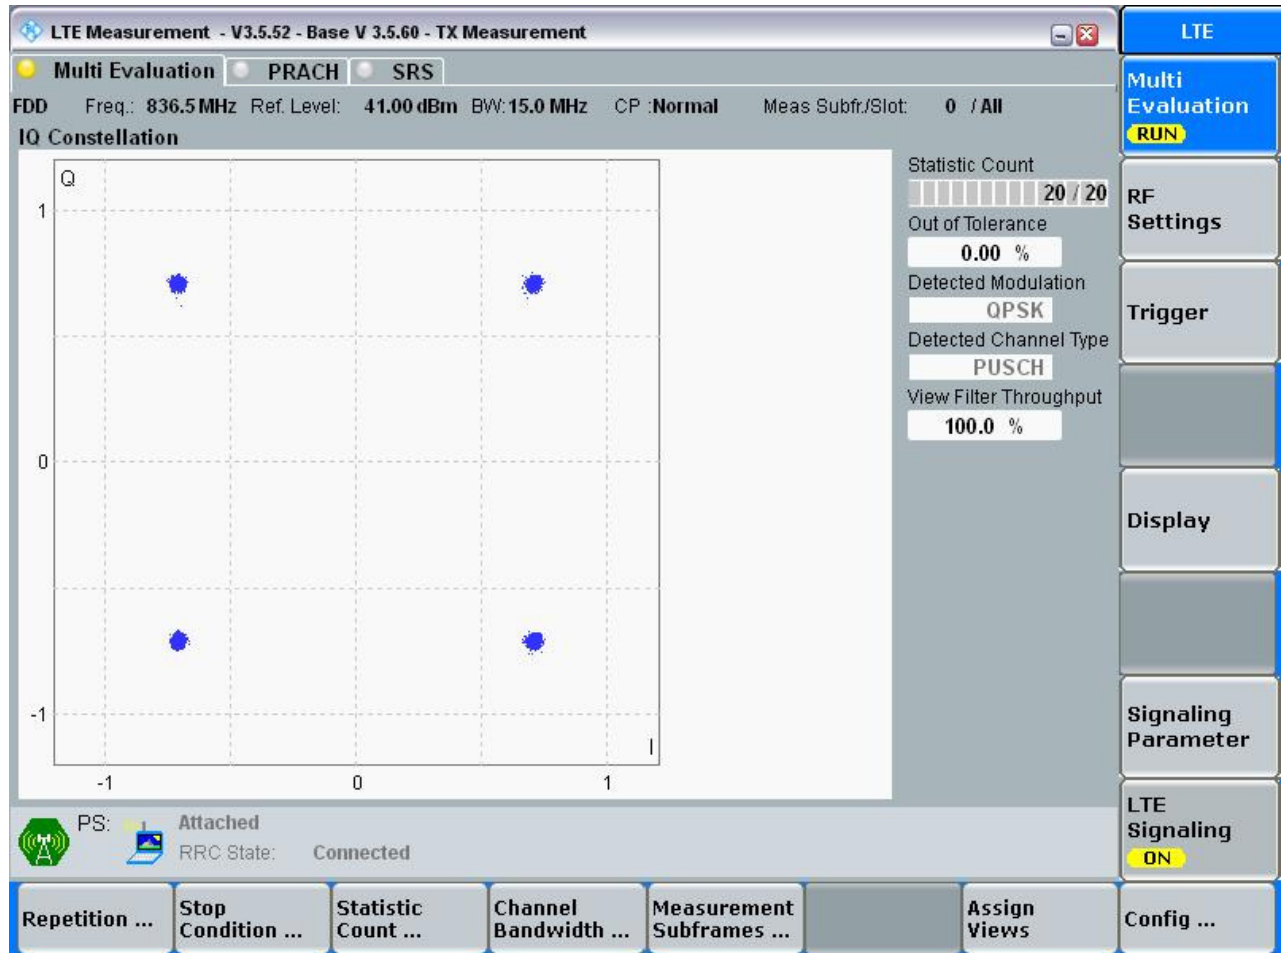 LTE Measurement - V3.5.52 - Base V 3.5.60 - TX Measurement
LTE
Multi Evaluation PRACH SRS
FDD Freq.: 836.5 MHz Ref. Level: 41.00 dBm BW: 15.0 MHz CP :Normal Meas Subfr./Slot: 0 / All
IQ Constellation
Q
1
0
-1
I
-1 0 1
Statistic Count
20 / 20
Out of Tolerance
0.00 %
Detected Modulation
QPSK
Detected Channel Type
PUSCH
View Filter Throughput
100.0 %
Multi
Evaluation
RUN
RF
Settings
Trigger
Display
Signaling
Parameter
LTE
Signaling
ON
PS: Attached
RRC State: Connected
Repetition ...
Stop
Condition ...
Statistic
Count ...
Channel
Bandwidth ...
Measurement
Subframes ...
Assign
Views
Config ...